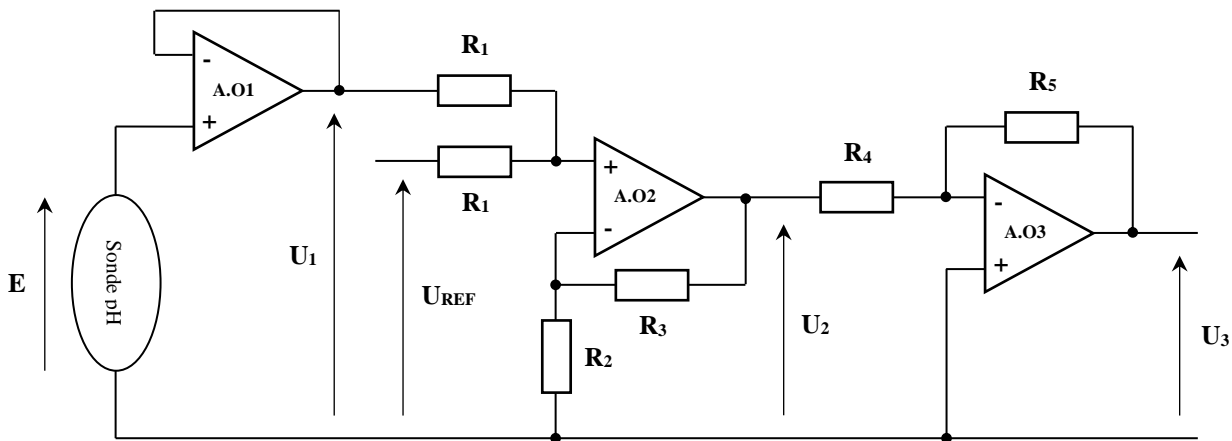 R1
A.O1
-
+
R5
R4
R1
+
A.O2
-
-
A.O3
+
E
Sonde pH
U1
UREF
R3
R2
U2
U3